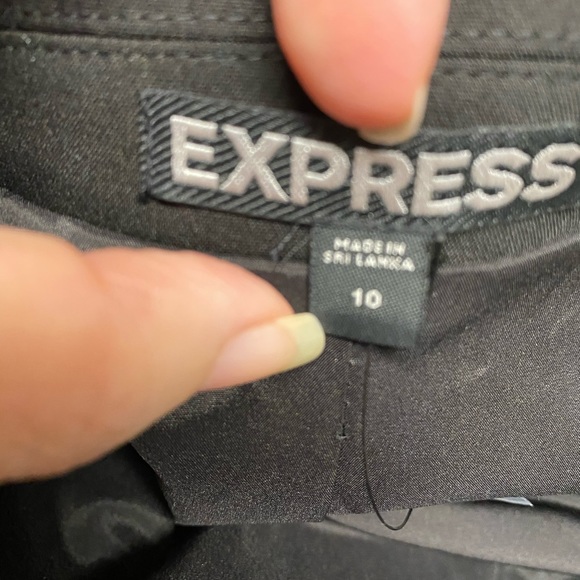 EXPRESS
MADE IN
SRI LANKA
10